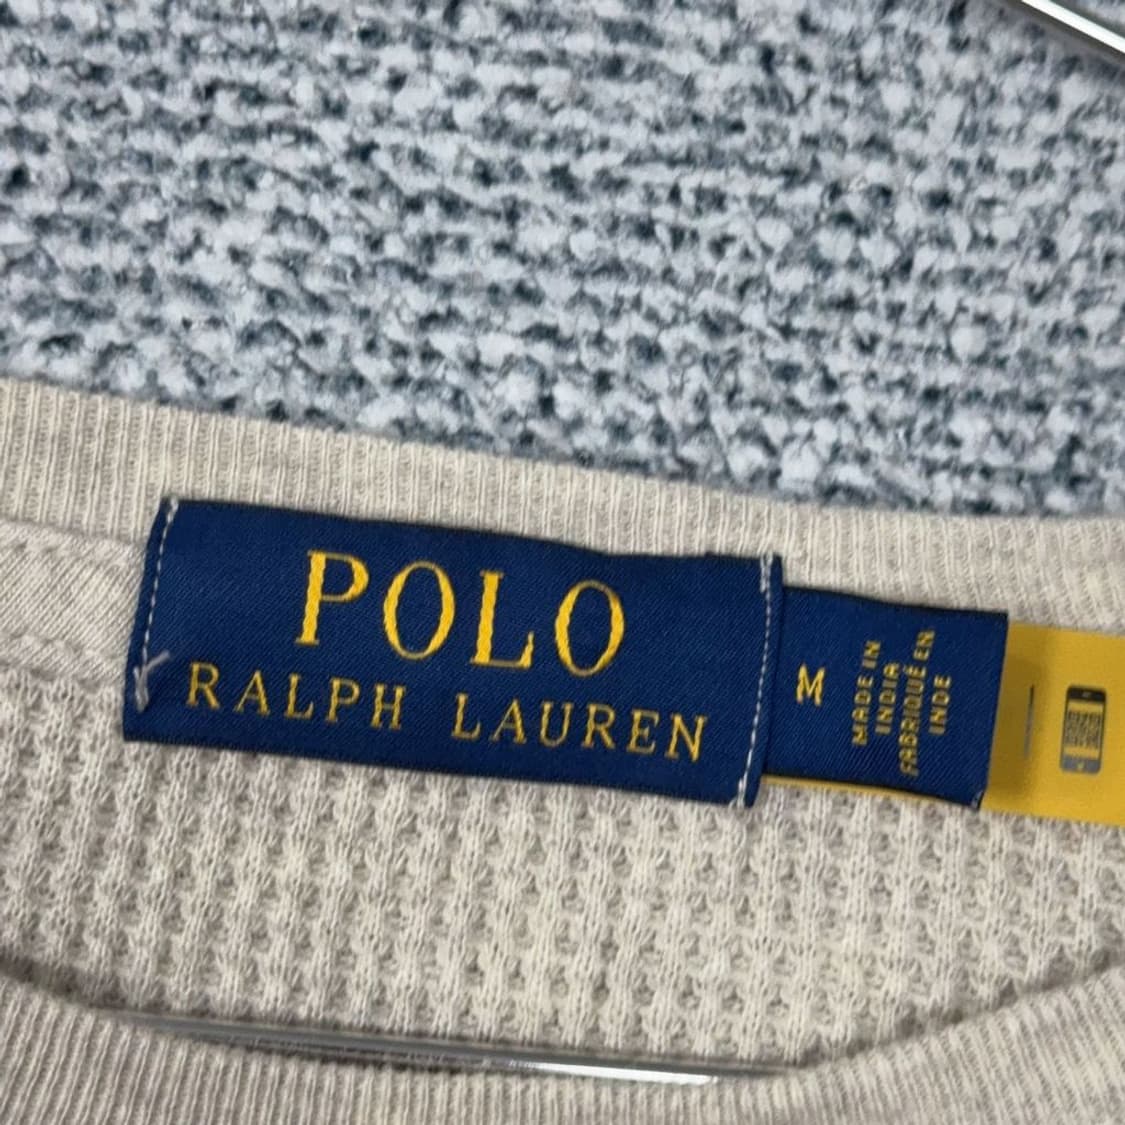 POLO
RALPH LAUREN
M
MADE IN
INDIA
FABRIQUÉ EN
INDE